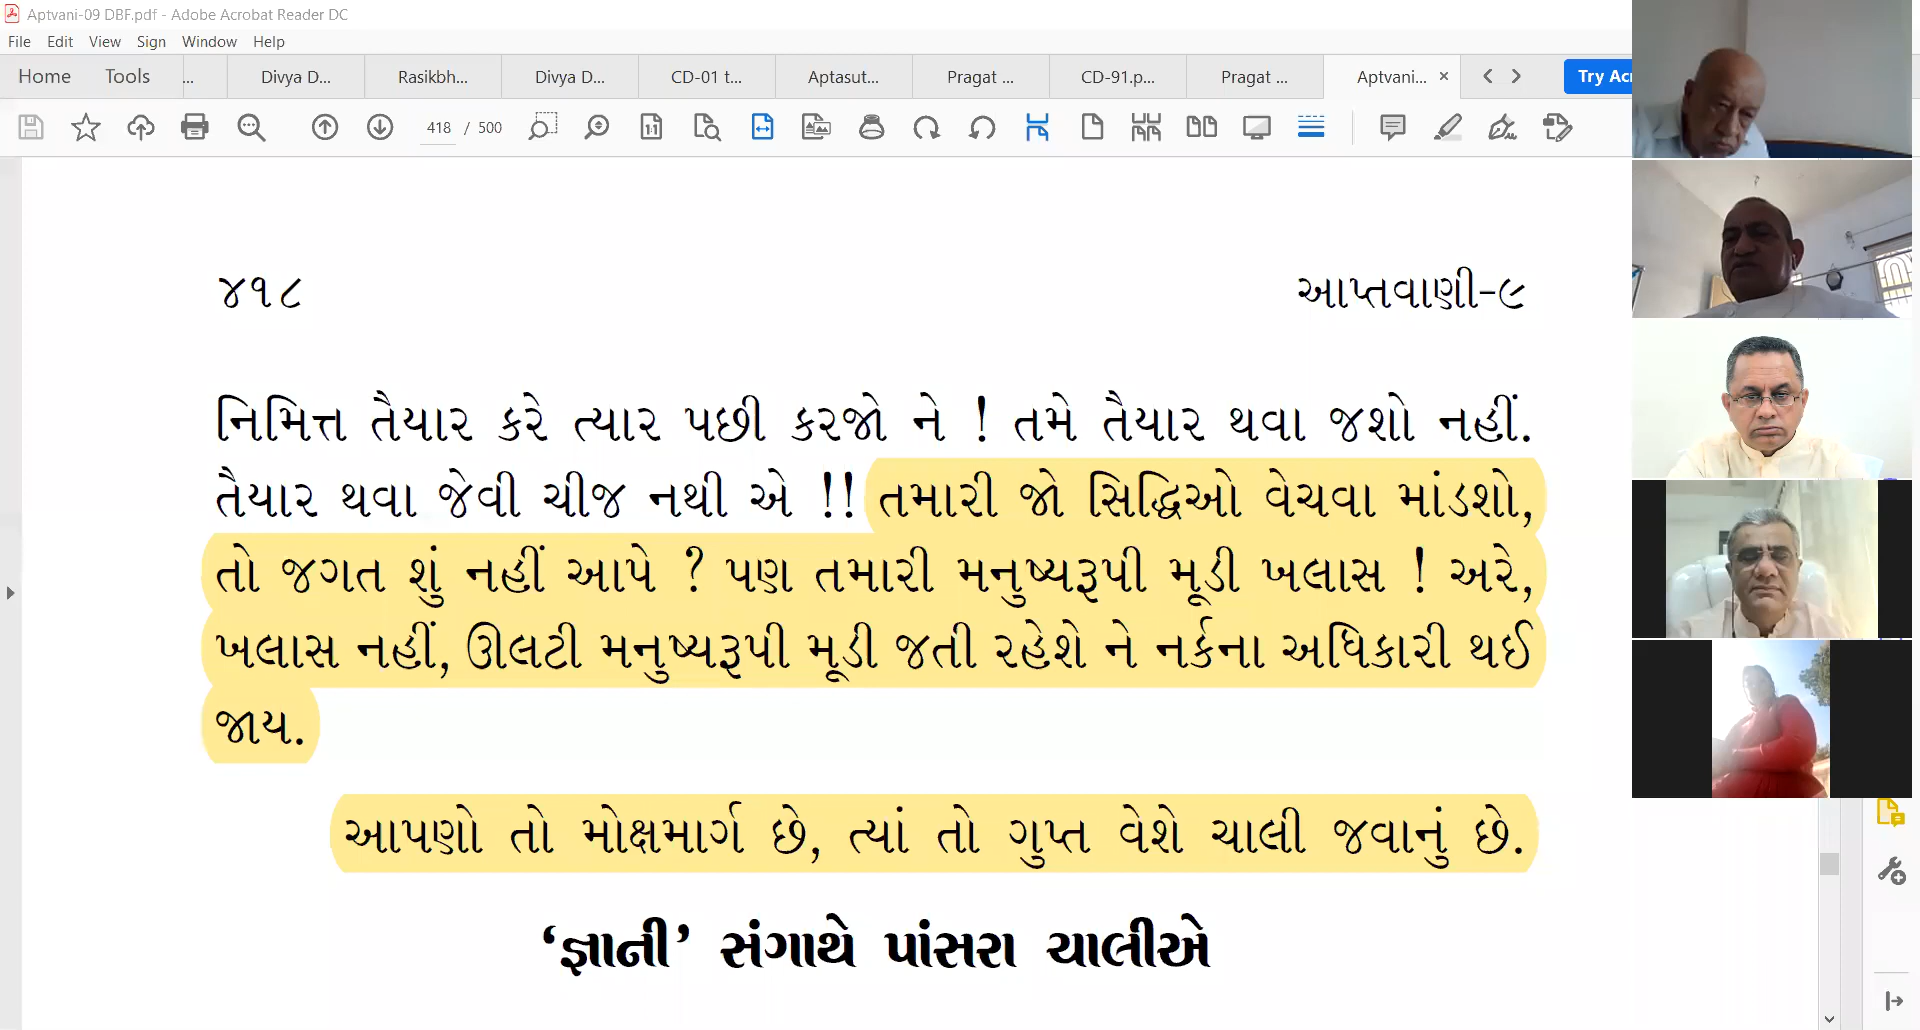 Aptvani-09 DBF.pdf - Adobe Acrobat Reader DC
File Edit View Sign Window Help
Home Tools ... Divya D... Rasikbh... Divya D... CD-01 t... Aptasut... Pragat ... CD-91.p... Pragat ... Aptvani... × Try Acr
418 / 500
૪૧૮ આપ્તવાણી-૯
નિમિત્ત તૈયાર કરે ત્યાર પછી કરજો ને ! તમે તૈયાર થવા જશો નહીં.
તૈયાર થવા જેવી ચીજ નથી એ !! તમારી જો સિદ્ધિઓ વેચવા માંડશો,
તો જગત શું નહીં આપે ? પણ તમારી મનુષ્યરૂપી મૂડી ખલાસ ! અરે,
ખલાસ નહીં, ઊલટી મનુષ્યરૂપી મૂડી જતી રહેશે ને નર્કના અધિકારી થઈ
જાય.
આપણો તો મોક્ષમાર્ગ છે, ત્યાં તો ગુપ્ત વેશે ચાલી જવાનું છે.
‘જ્ઞાની’ સંગાથે પાંસરા ચાલીએ